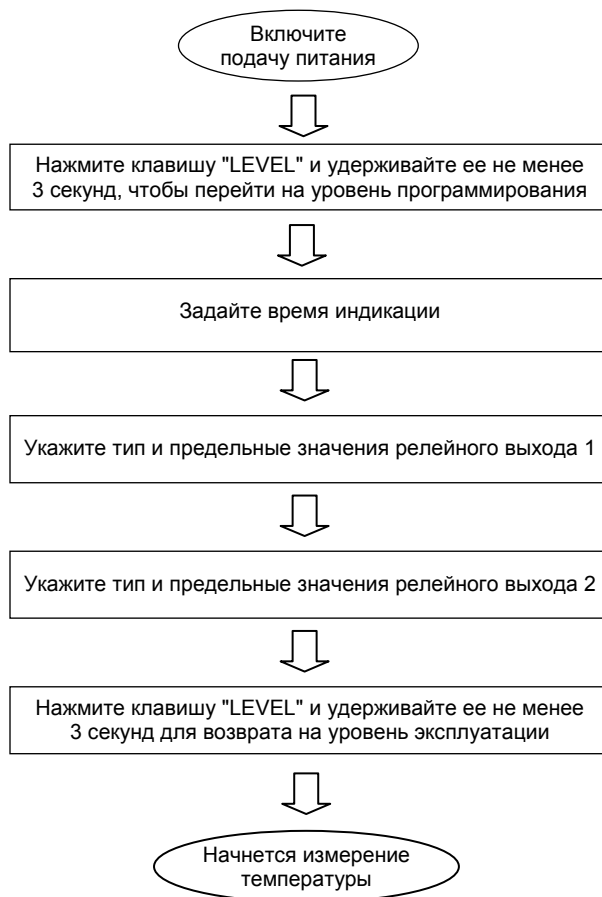 Включите
подачу питания
Нажмите клавишу "LEVEL" и удерживайте ее не менее
3 секунд, чтобы перейти на уровень программирования
Задайте время индикации
Укажите тип и предельные значения релейного выхода 1
Укажите тип и предельные значения релейного выхода 2
Нажмите клавишу "LEVEL" и удерживайте ее не менее
3 секунд для возврата на уровень эксплуатации
Начнется измерение
температуры